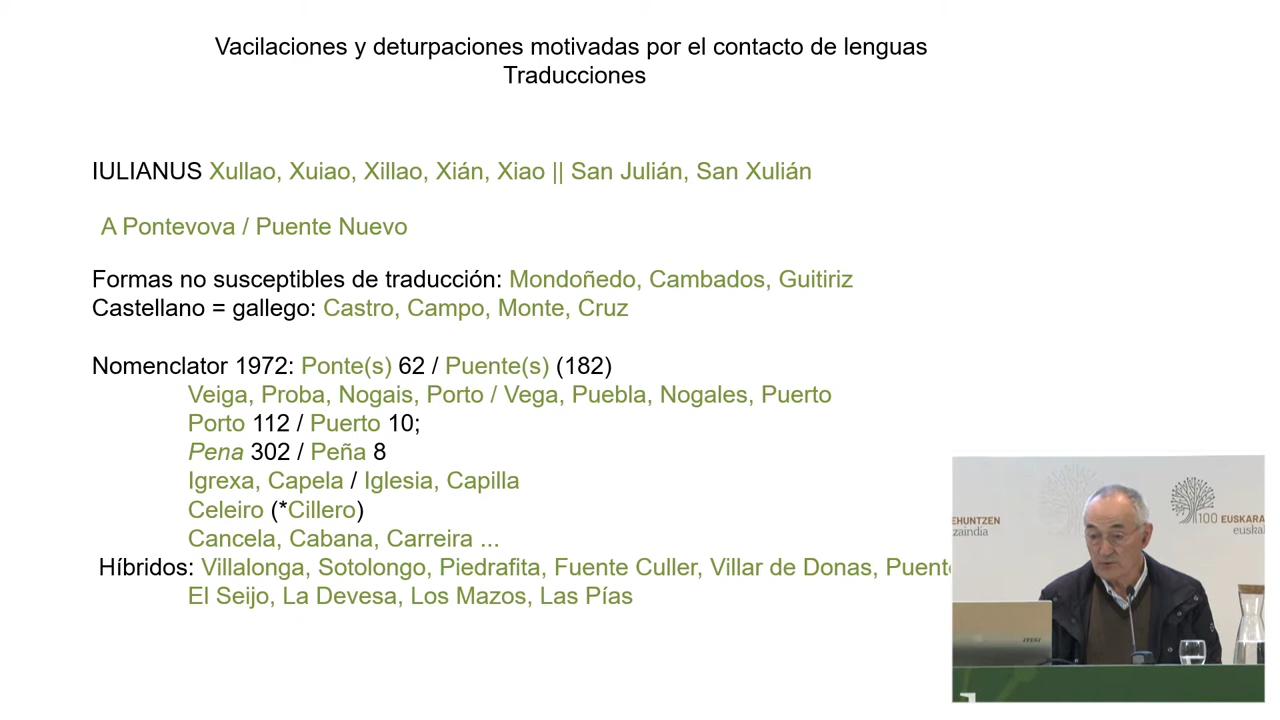 Vacilaciones y deturpaciones motivadas por el contacto de lenguas
Traducciones
IULIANUS Xullao, Xuiao, Xillao, Xián, Xiao || San Julián, San Xulián
A Pontevova / Puente Nuevo
Formas no susceptibles de traducción: Mondoñedo, Cambados, Guitiriz
Castellano = gallego: Castro, Campo, Monte, Cruz
Nomenclator 1972: Ponte(s) 62 / Puente(s) (182)
Veiga, Proba, Nogais, Porto / Vega, Puebla, Nogales, Puerto
Porto 112 / Puerto 10;
Pena 302 / Peña 8
Igrexa, Capela / Iglesia, Capilla
Celeiro (*Cillero)
Cancela, Cabana, Carreira ...
Híbridos: Villalonga, Sotolongo, Piedrafita, Fuente Culler, Villar de Donas,
El Seijo, La Devesa, Los Mazos, Las Pías
EHUNTZEN
zaindia
100 EUSKARA
euskal